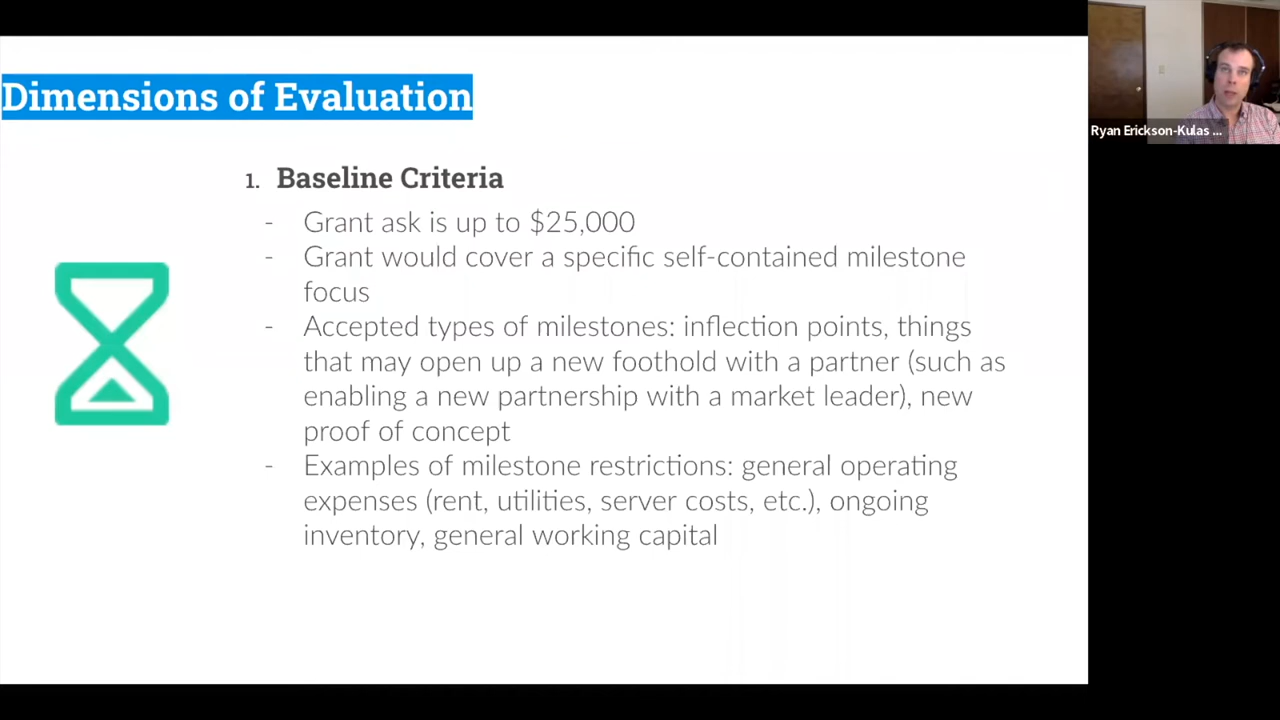 Dimensions of Evaluation
1. Baseline Criteria
- Grant ask is up to $25,000
- Grant would cover a specific self-contained milestone
focus
- Accepted types of milestones: inflection points, things
that may open up a new foothold with a partner (such as
enabling a new partnership with a market leader), new
proof of concept
- Examples of milestone restrictions: general operating
expenses (rent, utilities, server costs, etc.), ongoing
inventory, general working capital
Ryan Erickson-Kulas ...